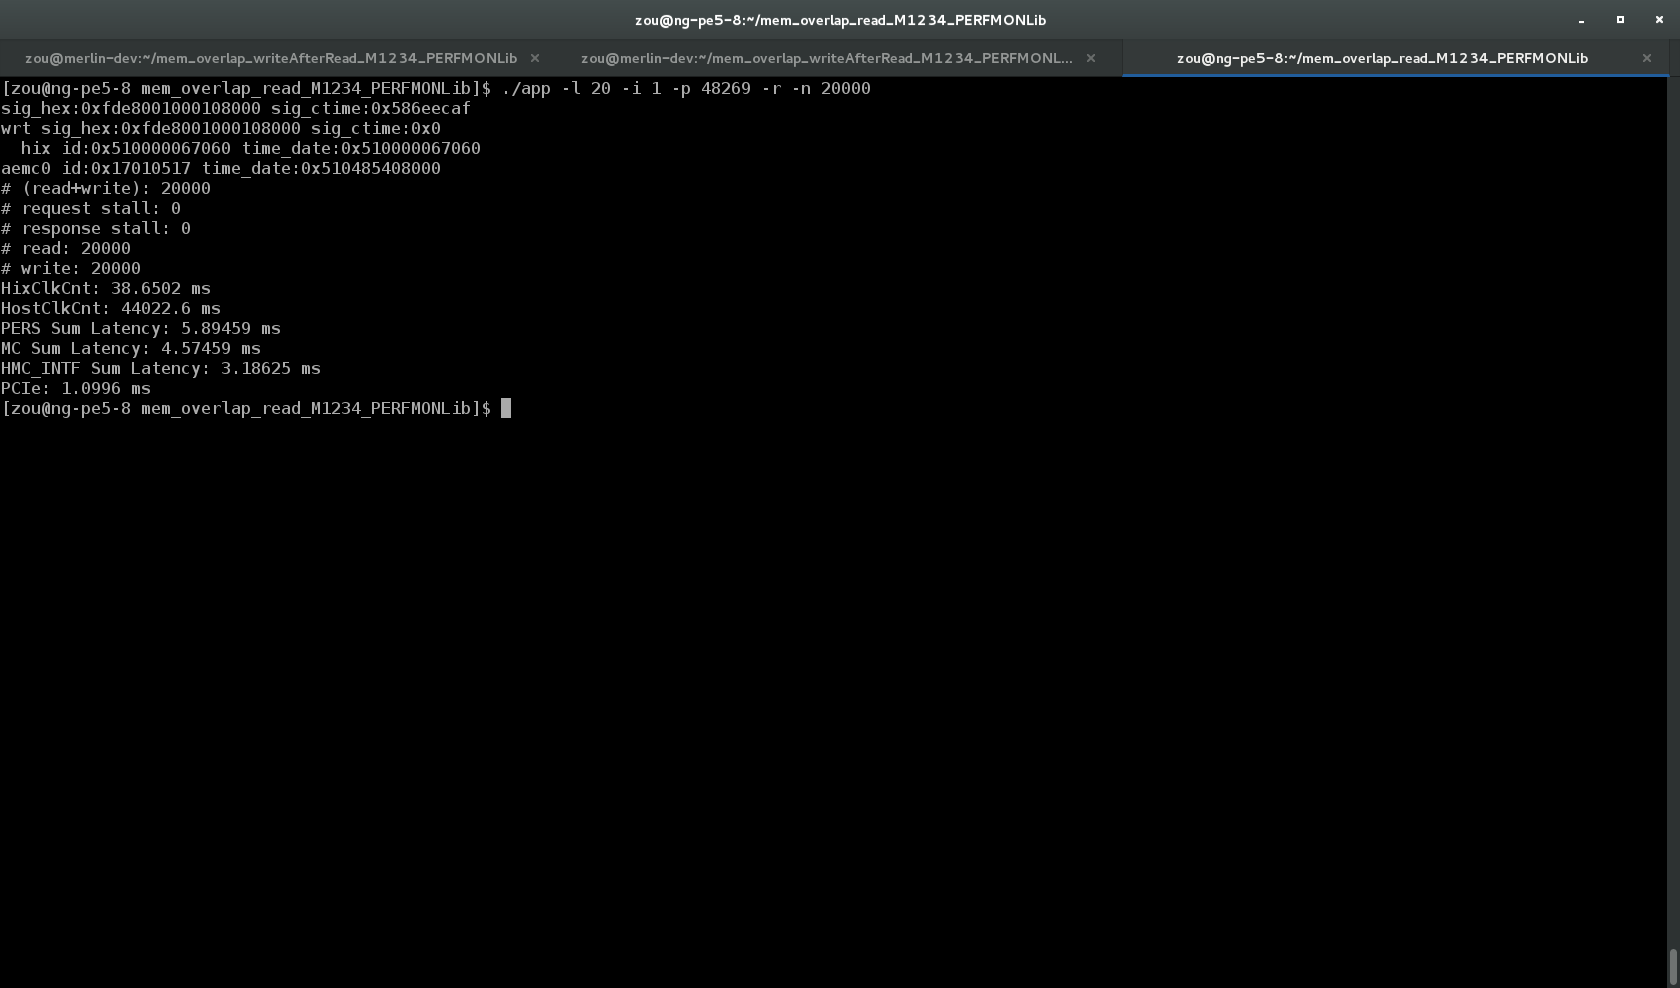 zou@ng-pe5-8:~/mem_overlap_read_M1234_PERFMONLib
zou@merlin-dev:~/mem_overlap_writeAfterRead_M1234_PERFMONLib
zou@merlin-dev:~/mem_overlap_writeAfterRead_M1234_PERFMONL...
zou@ng-pe5-8:~/mem_overlap_read_M1234_PERFMONLib
[zou@ng-pe5-8 mem_overlap_read_M1234_PERFMONLib]$ ./app -l 20 -i 1 -p 48269 -r -n 20000
sig_hex:0xfde8001000108000 sig_ctime:0x586eecaf
wrt sig_hex:0xfde8001000108000 sig_ctime:0x0
  hix id:0x510000067060 time_date:0x510000067060
aemc0 id:0x17010517 time_date:0x510485408000
# (read+write): 20000
# request stall: 0
# response stall: 0
# read: 20000
# write: 20000
HixClkCnt: 38.6502 ms
HostClkCnt: 44022.6 ms
PERS Sum Latency: 5.89459 ms
MC Sum Latency: 4.57459 ms
HMC_INTF Sum Latency: 3.18625 ms
PCIe: 1.0996 ms
[zou@ng-pe5-8 mem_overlap_read_M1234_PERFMONLib]$